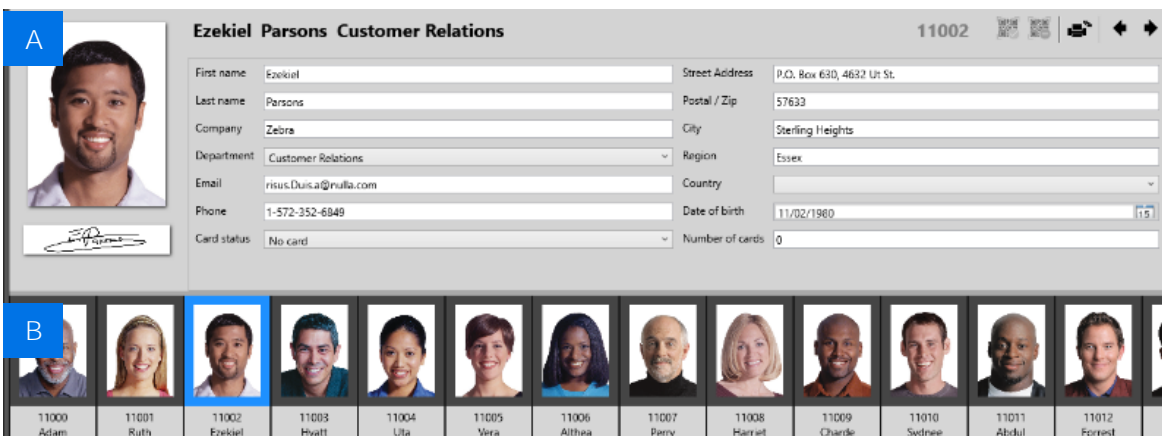 A
Ezekiel Parsons Customer Relations
11002
First name Ezekiel
Street Address P.O. Box 630, 4632 Ut St.
Last name Parsons
Postal / Zip 57633
Company Zebra
City Sterling Heights
Department Customer Relations
Region Essex
Email risus.Duis.a@nulla.com
Country
Phone 1-572-352-6849
Date of birth 11/02/1980 15
Card status No card
Number of cards 0
B
11000 11001 11002 11003 11004 11005 11006 11007 11008 11009 11010 11011 11012
Adam Ruth Ezekiel Hyatt Uta Vera Althea Perry Harriet Charde Sydnee Abdul Forrest